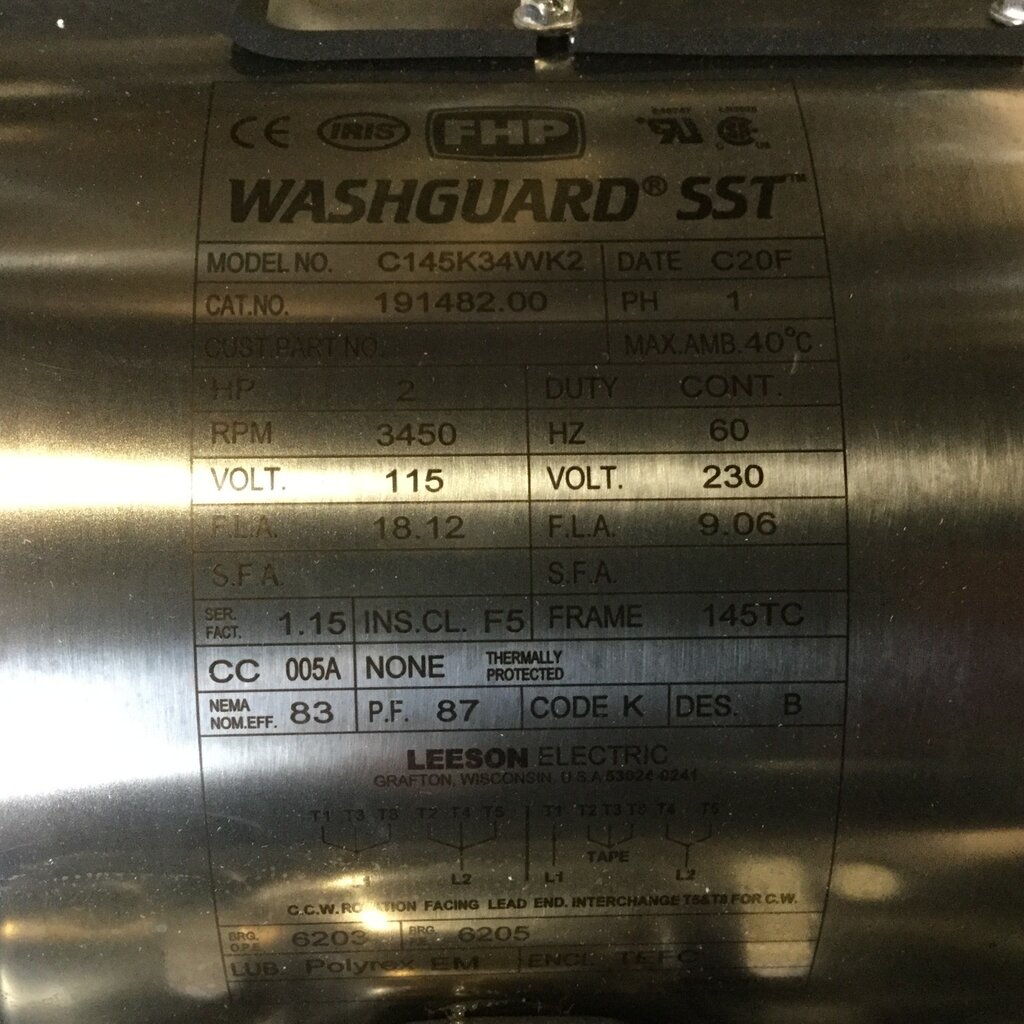 CE IRIS FHP
WASHGUARD® SST™
MODEL NO. C145K34WK2 DATE C20F
CAT.NO. 191482.00 PH 1
CUST.PART NO. MAX.AMB.40°C
HP 2 DUTY CONT.
RPM 3450 HZ 60
VOLT. 115 VOLT. 230
F.L.A. 18.12 F.L.A. 9.06
S.F.A. S.F.A.
SER. FACT. 1.15 INS.CL. F5 FRAME 145TC
CC 005A NONE THERMALLY PROTECTED
NEMA NOM.EFF. 83 P.F. 87 CODE K DES. B
LEESON ELECTRIC
GRAFTON, WISCONSIN, U.S.A 53024-0241
T1 T3 T8 T2 T4 T5 T1 T2 T3 T8 T4 T5
TAPE
L1 L2 L1 L2
C.C.W. ROTATION FACING LEAD END. INTERCHANGE T5&T8 FOR C.W.
BRG. O.P.E. 6203 BRG. P.E. 6205
LUB. Polyrex EM ENCL. TEFC